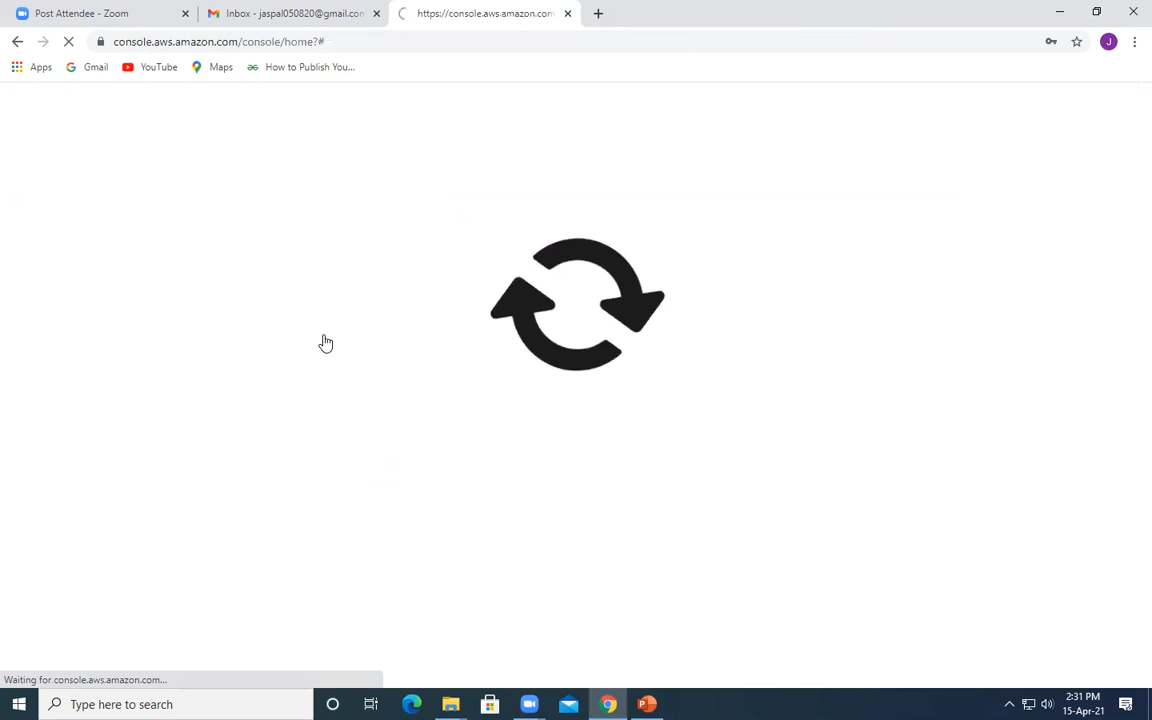 Post Attendee - Zoom
Inbox - jaspal050820@gmail.con
https://console.aws.amazon.com
console.aws.amazon.com/console/home?#
J
Apps
Gmail
YouTube
Maps
How to Publish You...
Waiting for console.aws.amazon.com...
Type here to search
2:31 PM
15-Apr-21